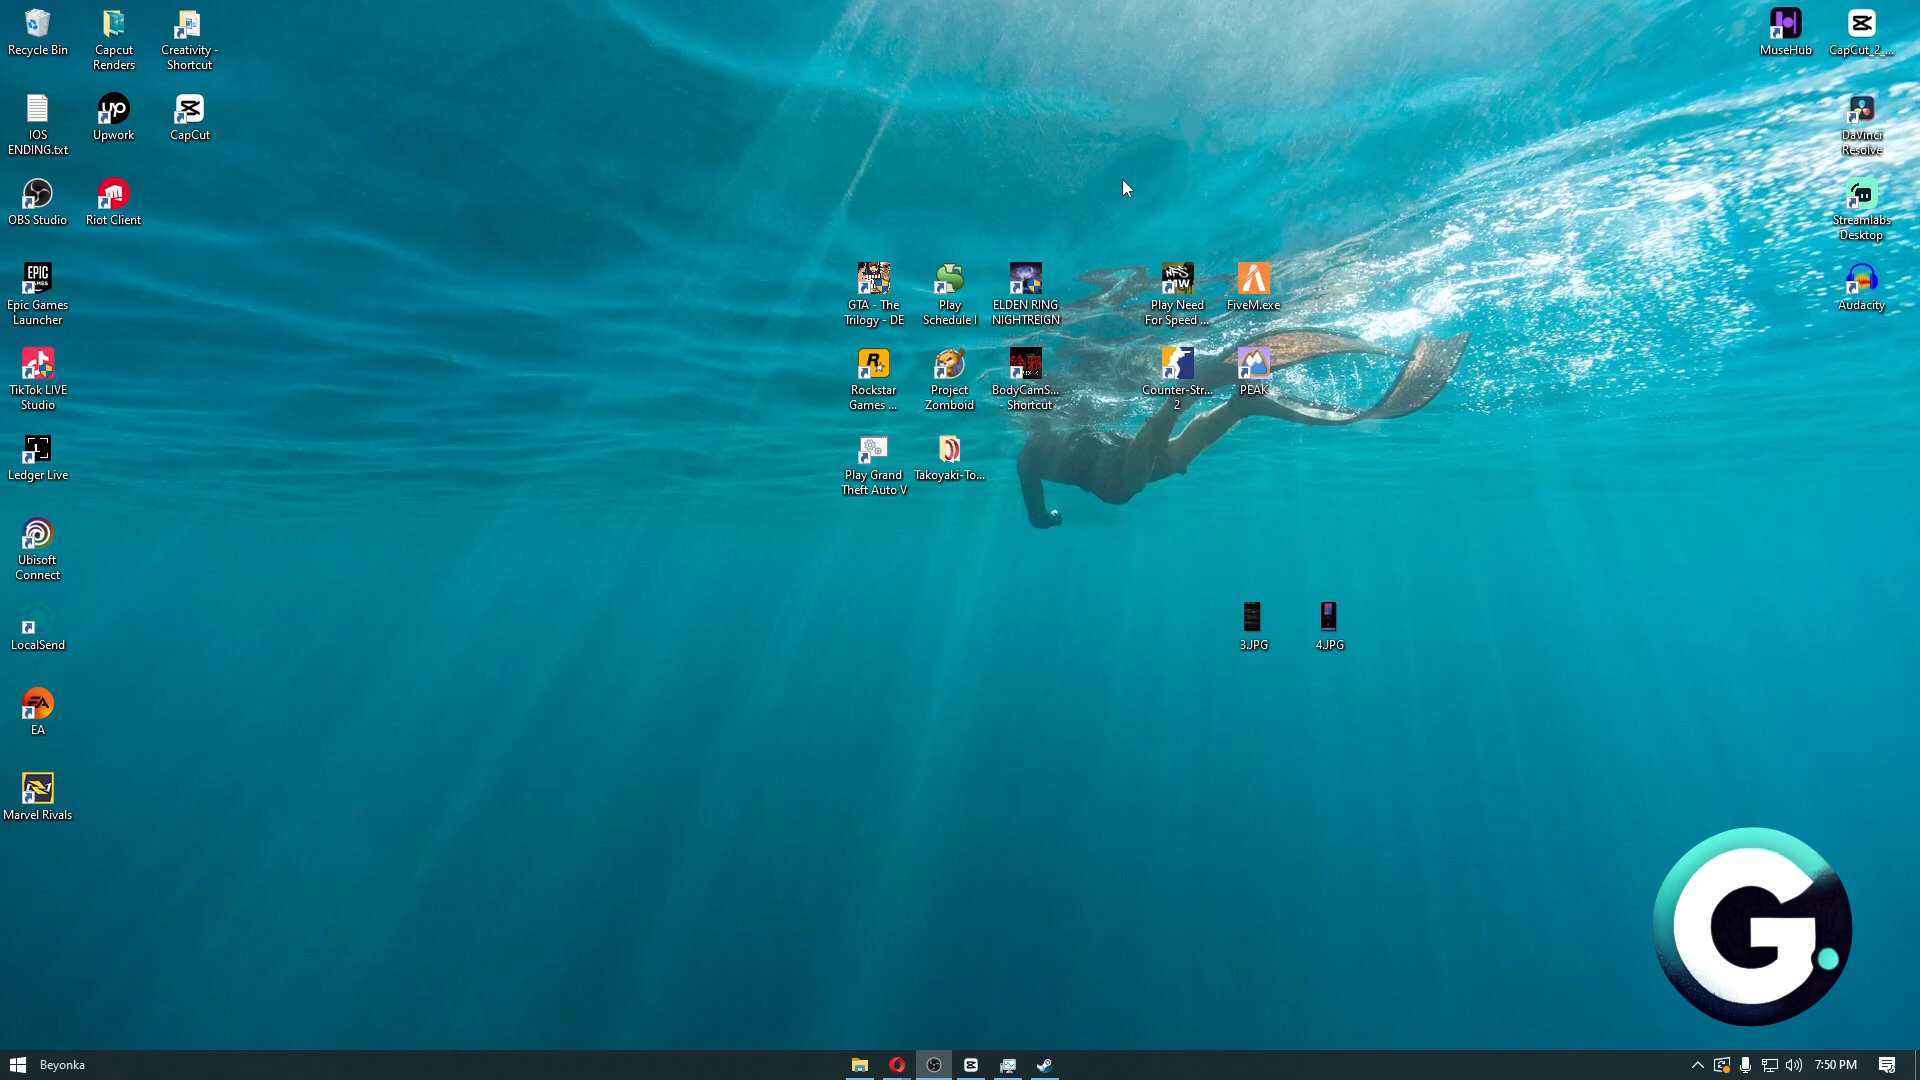 Recycle Bin
Capcut
Renders
Creativity -
Shortcut
MuseHub
CapCut_2_...
IOS
ENDING.txt
Upwork
CapCut
DaVinci
Resolve
OBS Studio
Riot Client
Streamlabs
Desktop
Epic Games
Launcher
GTA - The
Trilogy - DE
Play
Schedule I
ELDEN RING
NIGHTREIGN
Play Need
For Speed ...
FiveM.exe
Audacity
TikTok LIVE
Studio
Rockstar
Games ...
Project
Zomboid
BodyCamS...
- Shortcut
Counter-Str...
2
PEAK
Ledger Live
Play Grand
Theft Auto V
Takoyaki-To...
Ubisoft
Connect
LocalSend
3.JPG
4.JPG
EA
Marvel Rivals
G.
Beyonka
7:50 PM